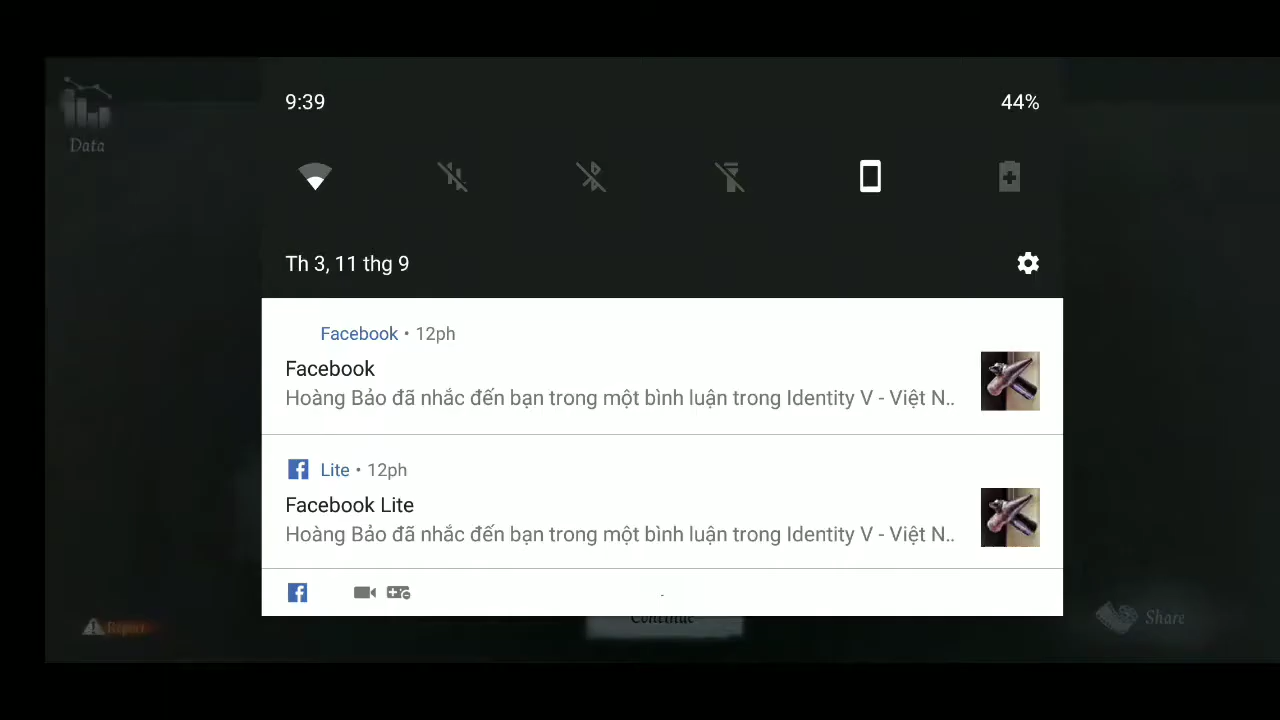 9:39
44%
Data
Th 3, 11 thg 9
Facebook • 12ph
Facebook
Hoàng Bảo đã nhắc đến bạn trong một bình luận trong Identity V - Việt N..
Lite • 12ph
Facebook Lite
Hoàng Bảo đã nhắc đến bạn trong một bình luận trong Identity V - Việt N..
Report
Continue
Share